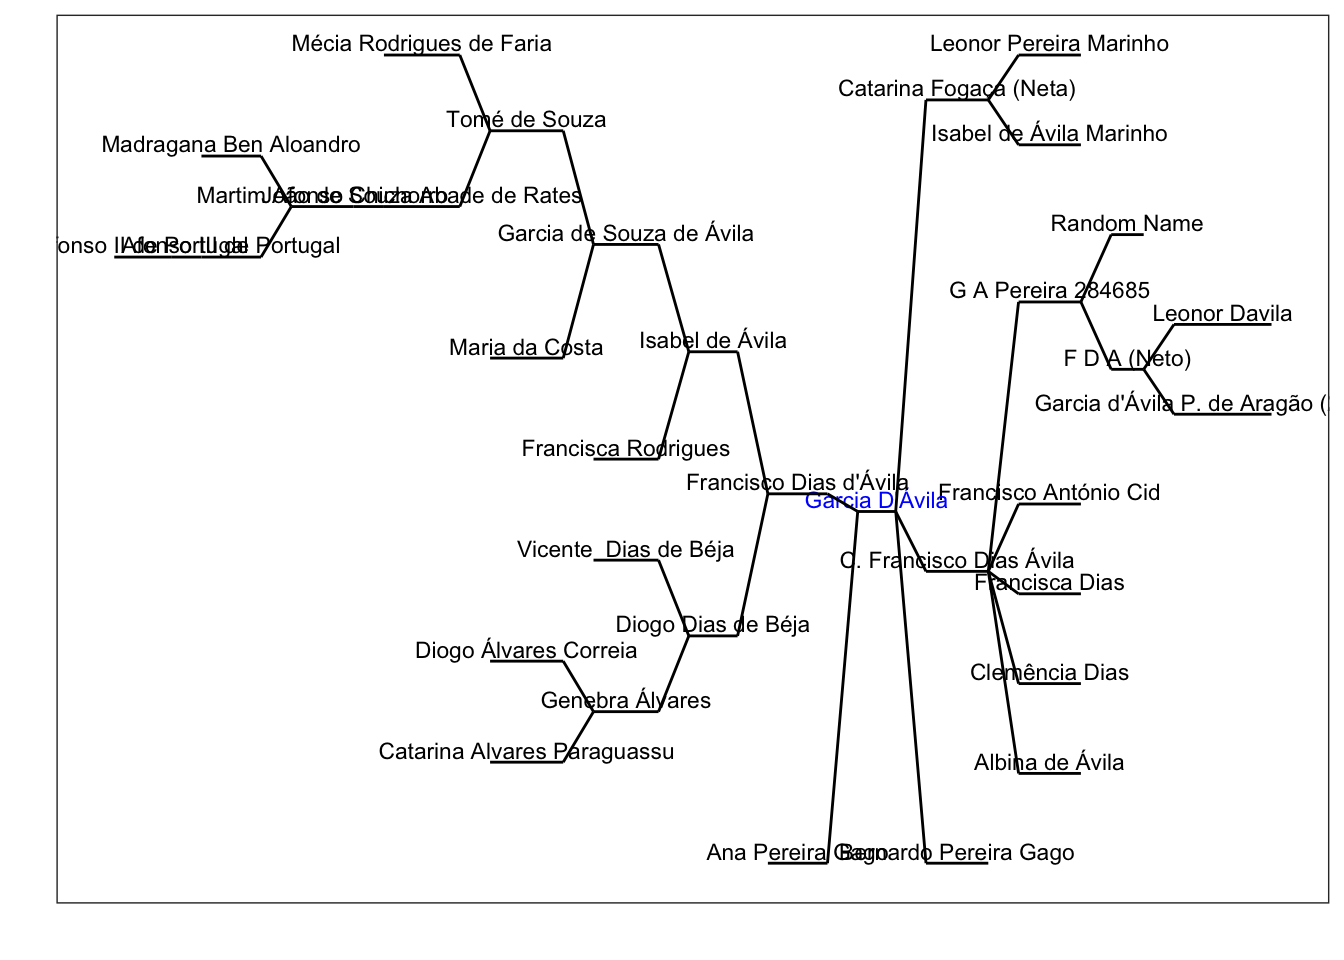 Mécia Rodrigues de Faria
Leonor Pereira Marinho
Catarina Fogaça (Neta)
Tomé de Souza
Isabel de Ávila Marinho
Madragana Ben Aloandro
Martim Afonso Chichorro
João de Souza Abade de Rates
Random Name
Garcia de Souza de Ávila
fonso II de Portugal
Afonso III de Portugal
G A Pereira 284685
Leonor Davila
Isabel de Ávila
Maria da Costa
F D A (Neto)
Garcia d'Ávila P. de Aragão (
Francisca Rodrigues
Francisco Dias d'Ávila
Francisco António Cid
Garcia D'Ávila
Vicente  Dias de Béja
C. Francisco Dias Ávila
Francisca Dias
Diogo Dias de Béja
Diogo Álvares Correia
Clemência Dias
Genebra Álvares
Catarina Alvares Paraguassu
Albina de Ávila
Ana Pereira Gago
Bernardo Pereira Gago